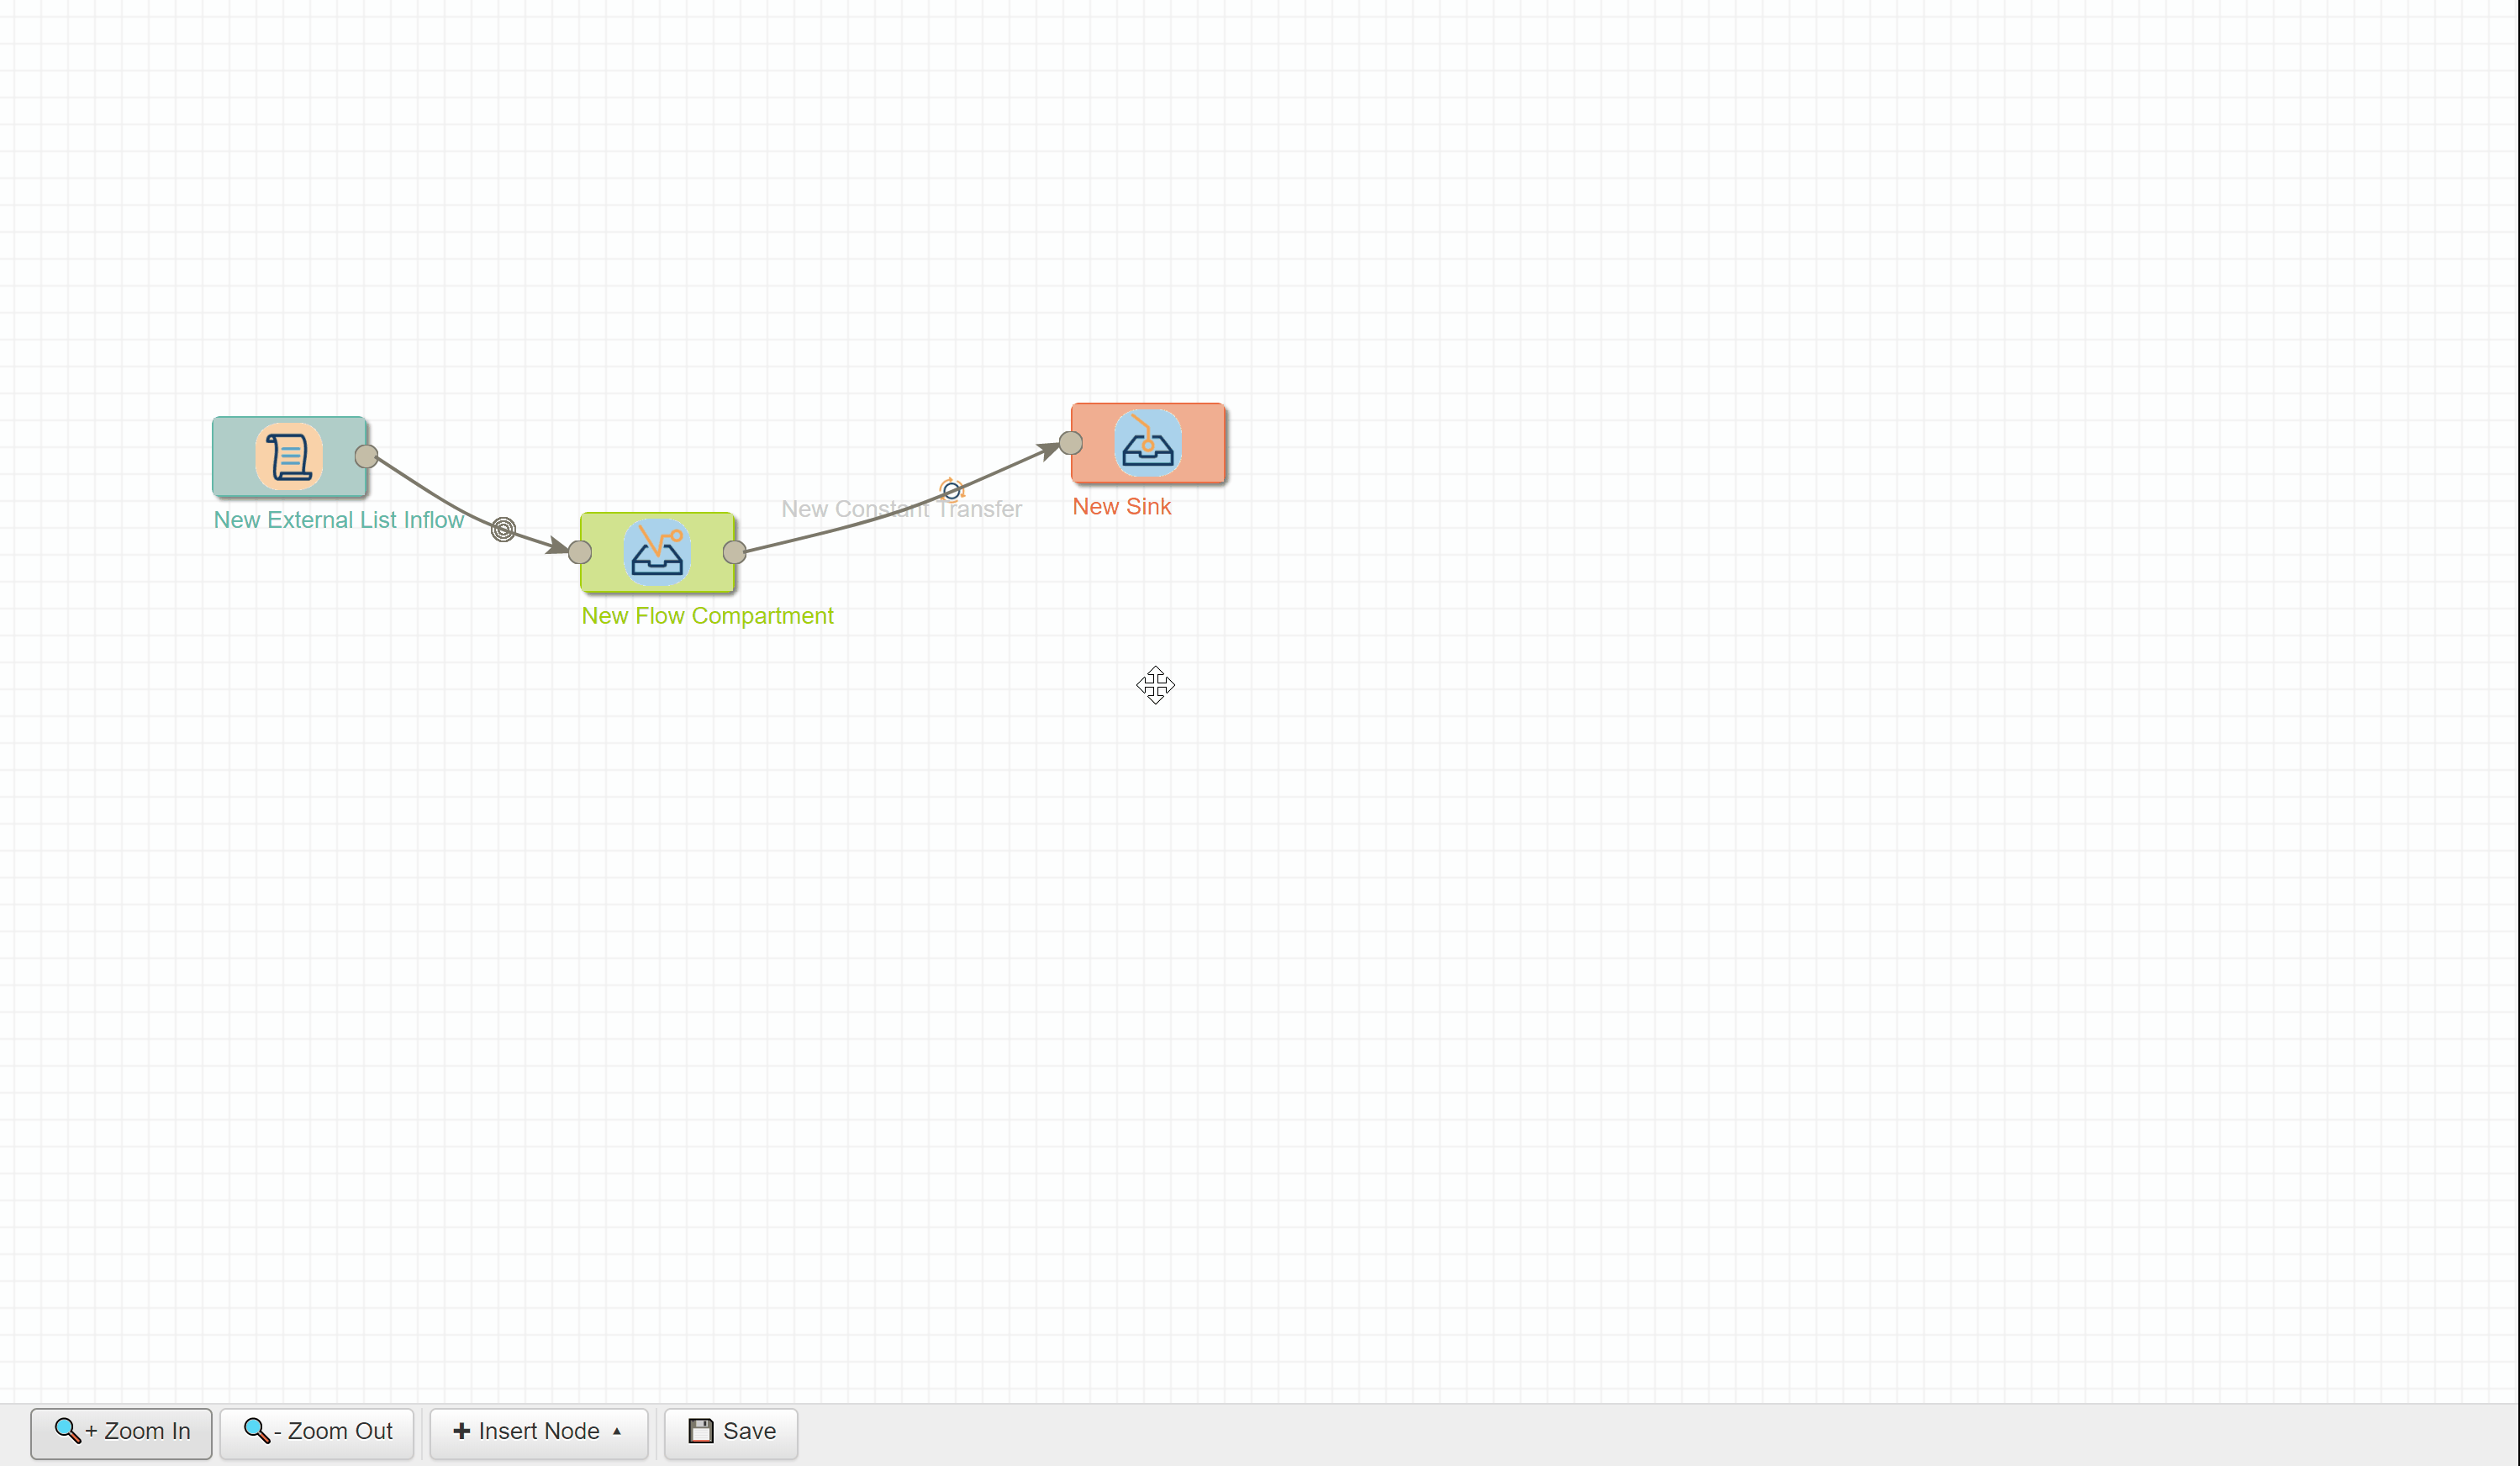 New External List Inflow
New Constant Transfer
New Sink
New Flow Compartment
+ Zoom In
- Zoom Out
+ Insert Node ▲
Save